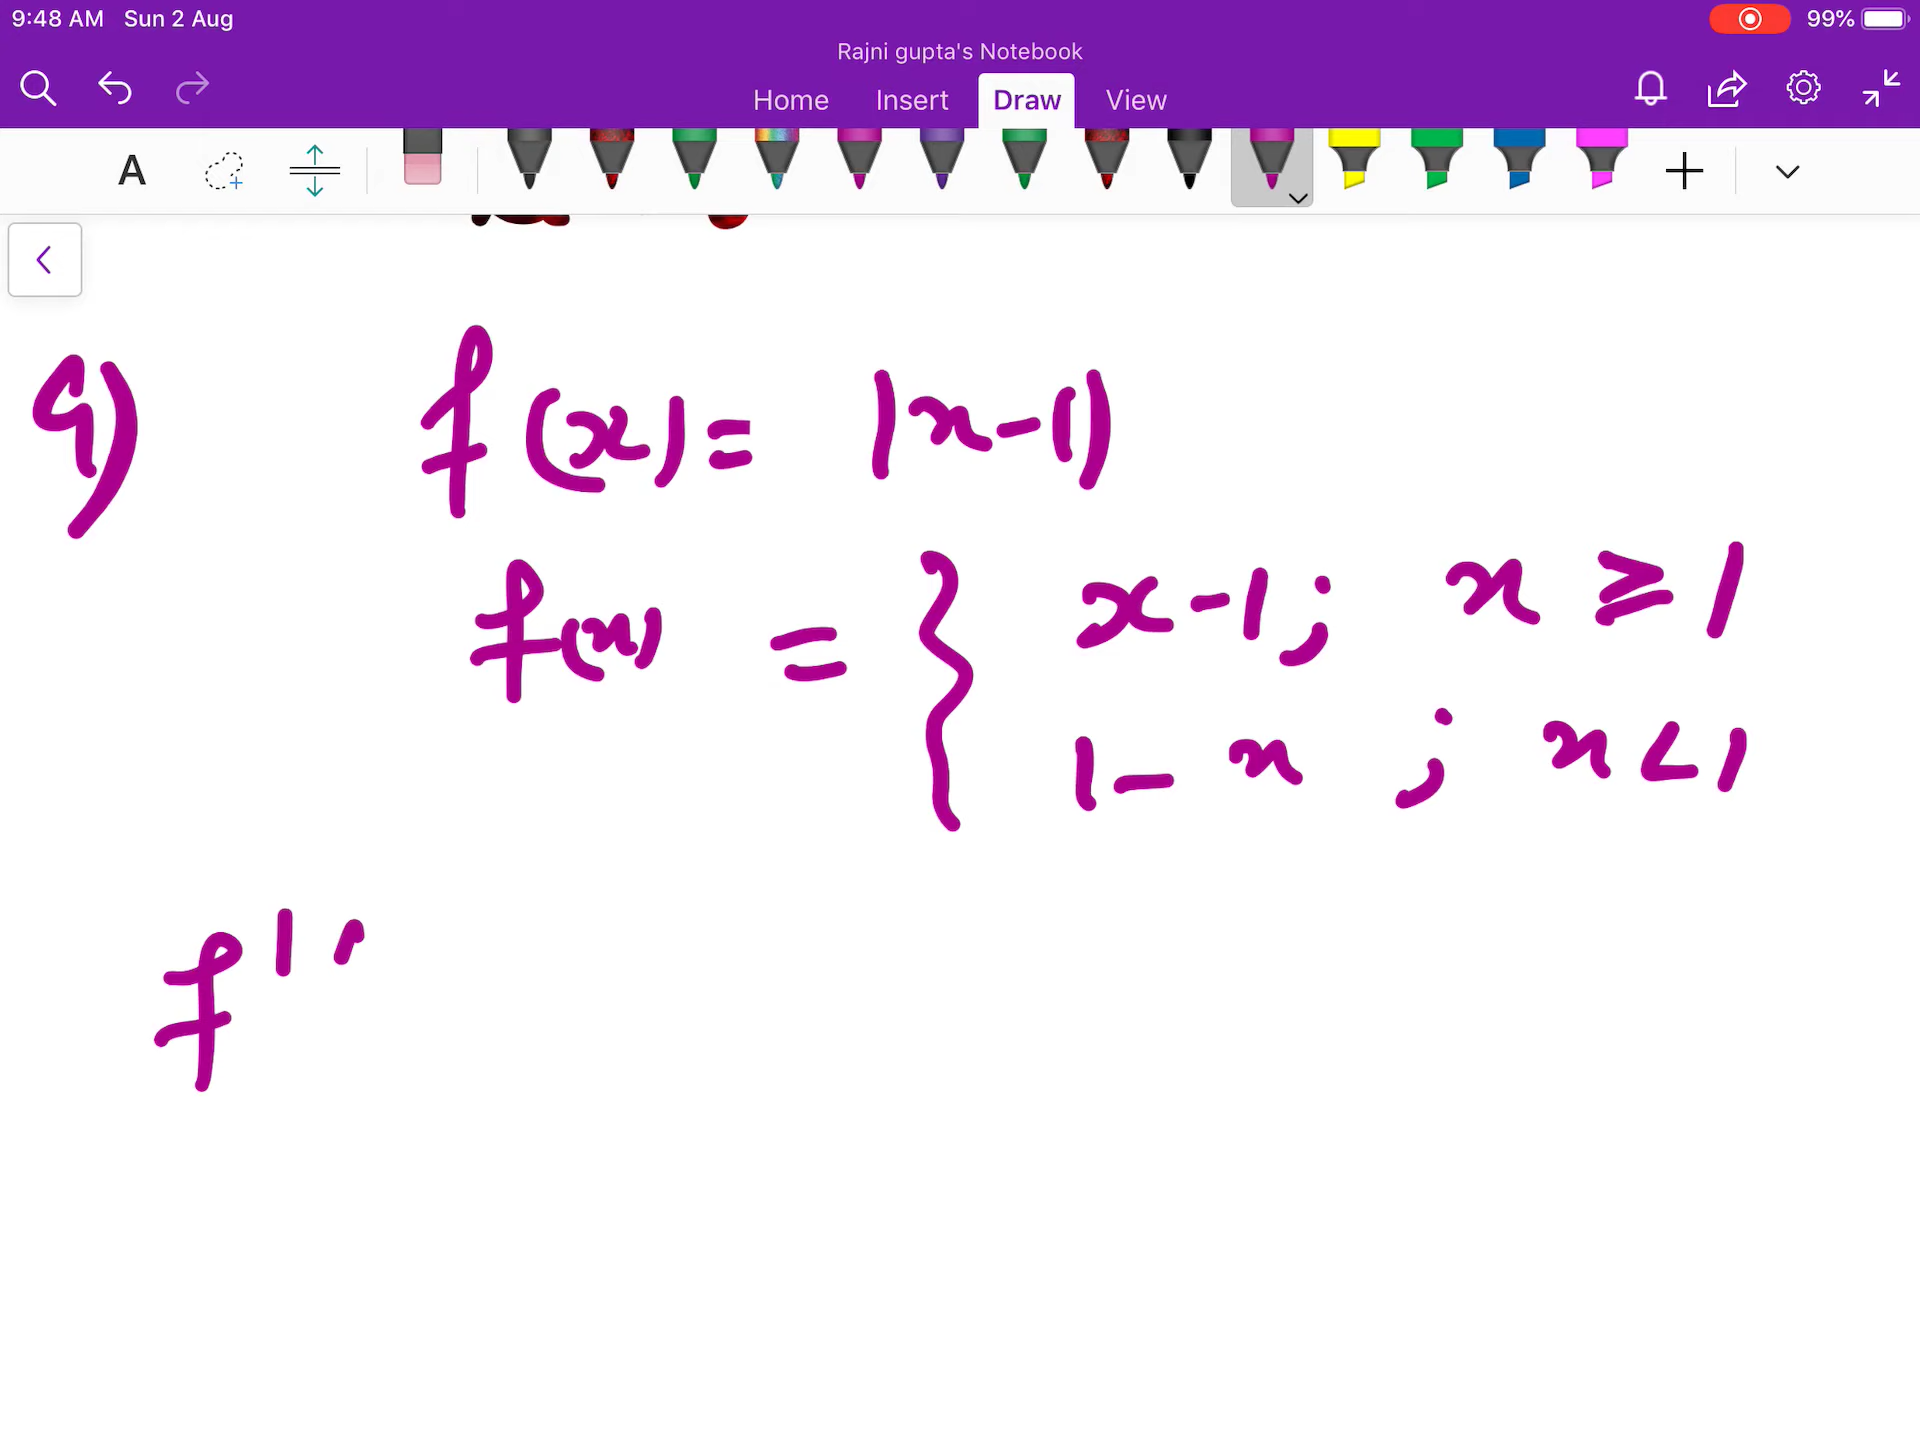 9:48 AM Sun 2 Aug
99%
Rajni gupta's Notebook
Home Insert Draw View
A
9)
f(x) = |x-1|
f(x) = { x-1; x ≥ 1
1-x ; x < 1
f'